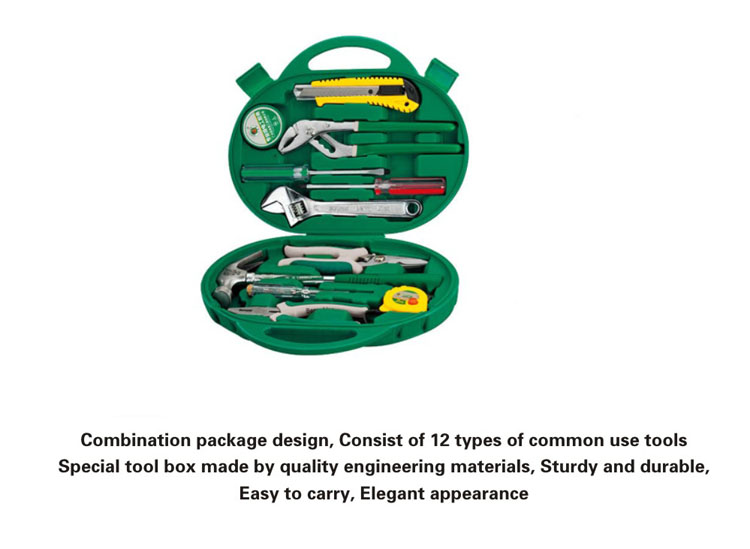 Combination package design, Consist of 12 types of common use tools
Special tool box made by quality engineering materials, Sturdy and durable,
Easy to carry, Elegant appearance